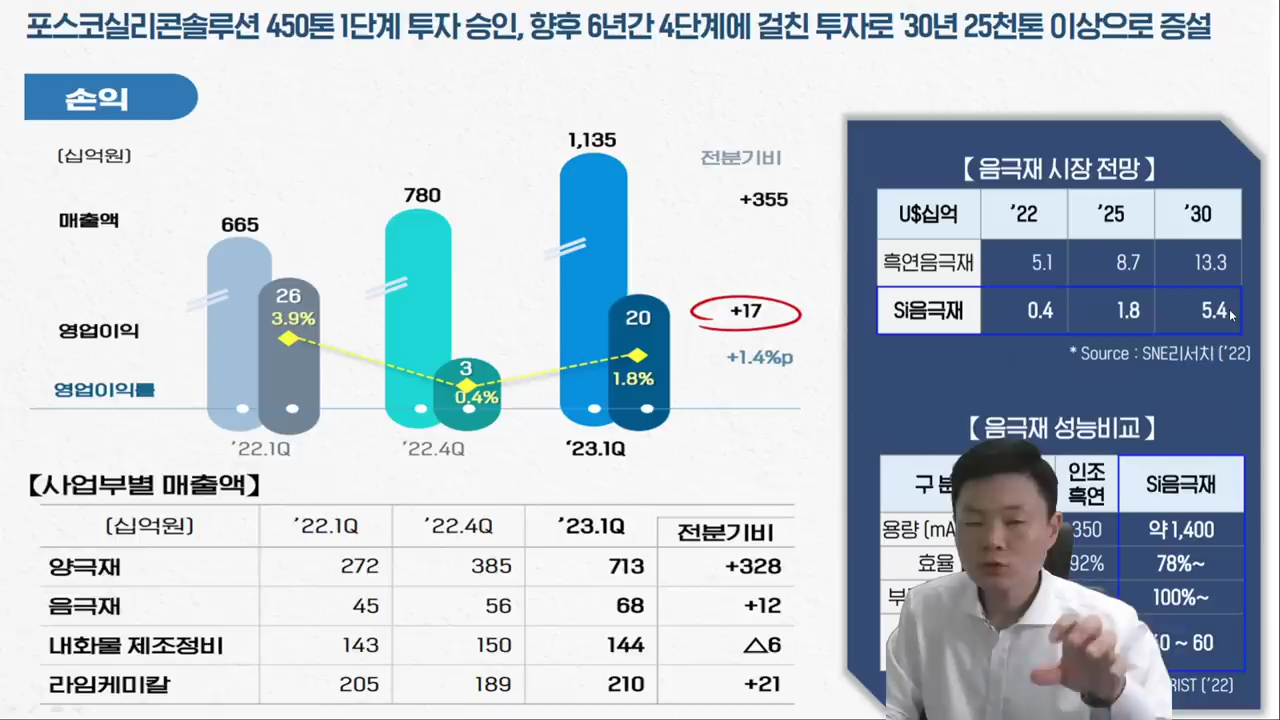 포스코실리콘솔루션 450톤 1단계 투자 승인, 향후 6년간 4단계에 걸친 투자로 '30년 25천톤 이상으로 증설
손익
(십억원)
전분기비
매출액
665
780
1,135
+355
영업이익
26
3
20
+17
영업이익률
3.9%
0.4%
1.8%
+1.4%p
'22.1Q
'22.4Q
'23.1Q
【사업부별 매출액】
(십억원) '22.1Q '22.4Q '23.1Q 전분기비
양극재 272 385 713 +328
음극재 45 56 68 +12
내화물 제조정비 143 150 144 △6
라임케미칼 205 189 210 +21
【 음극재 시장 전망 】
U$십억 '22 '25 '30
흑연음극재 5.1 8.7 13.3
Si음극재 0.4 1.8 5.4
* Source : SNE리서치 ('22)
【 음극재 성능비교 】
인조 흑연 Si음극재
용량 350 약 1,400
효율 92% 78%~
100%~
~ 60
RIST ('22)